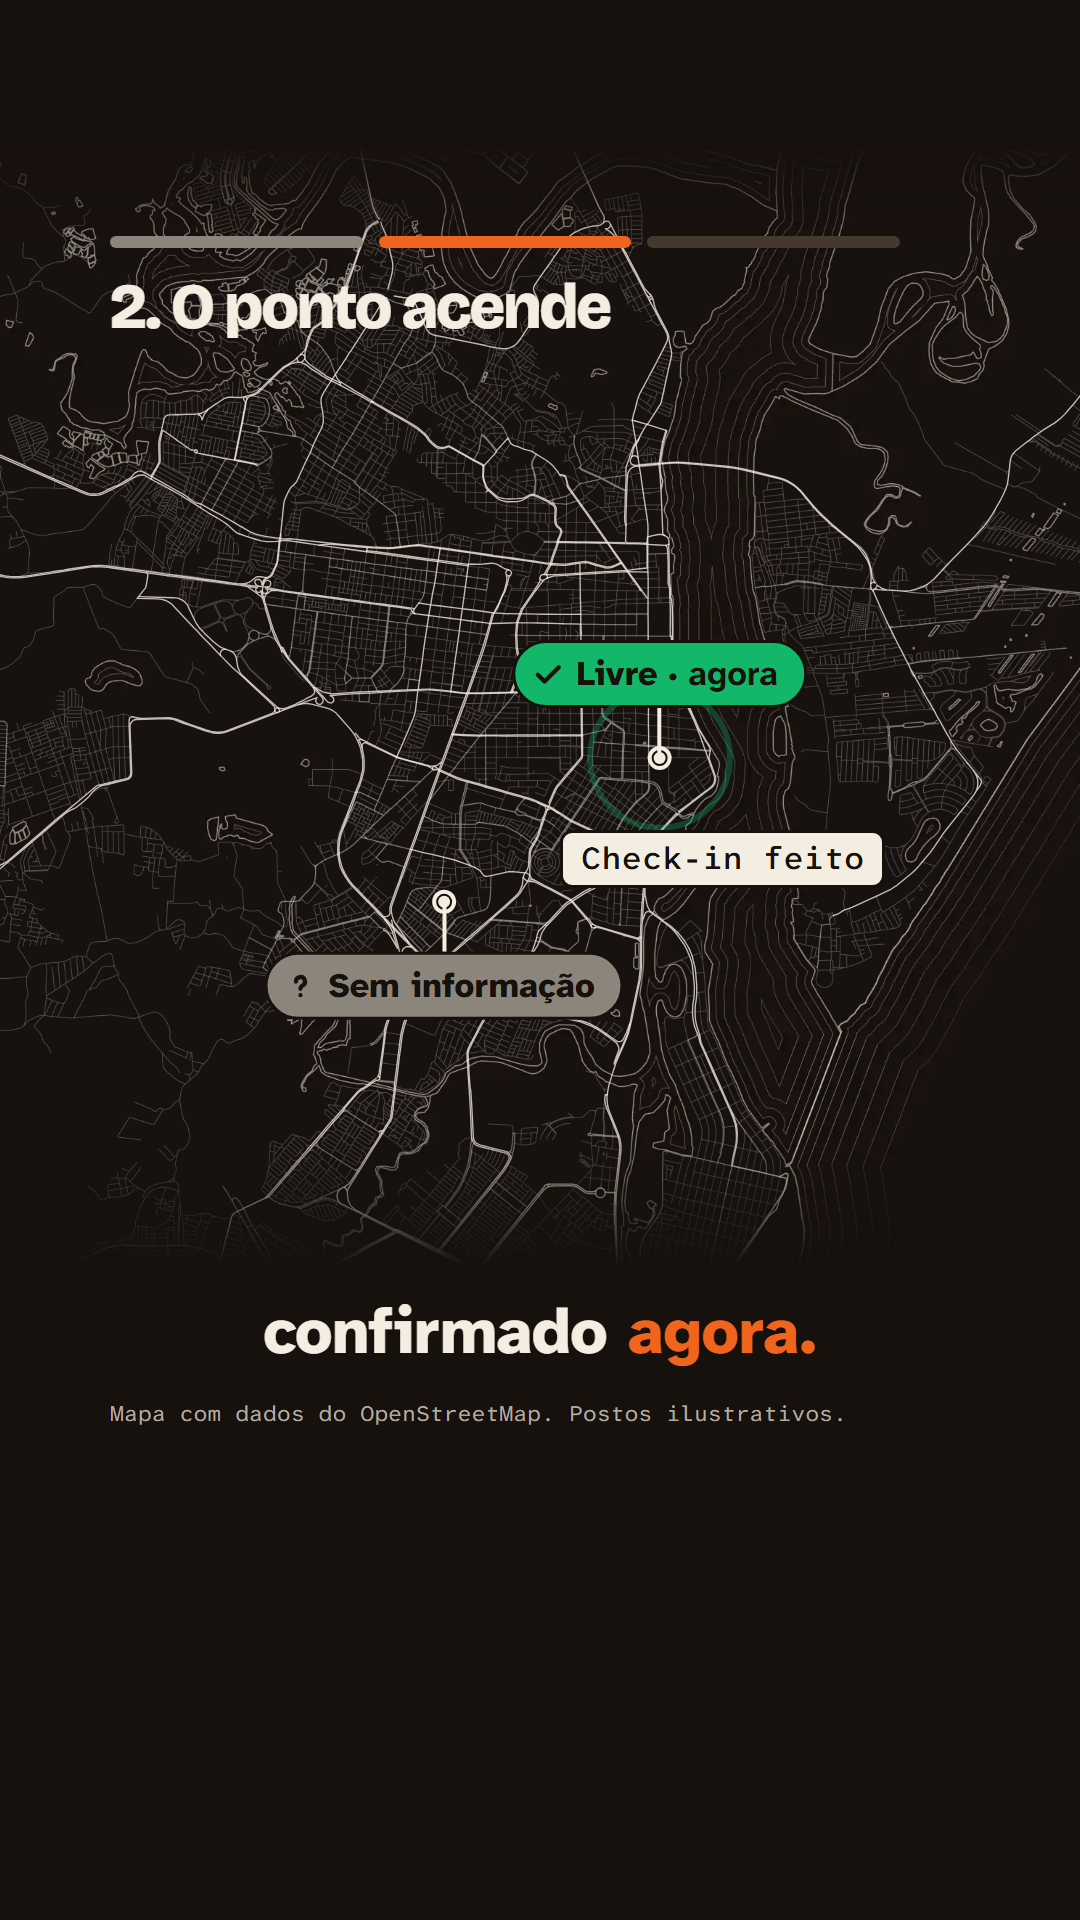 2. O ponto acende
Livre • agora
Check-in feito
? Sem informação
confirmado agora.
Mapa com dados do OpenStreetMap. Postos ilustrativos.